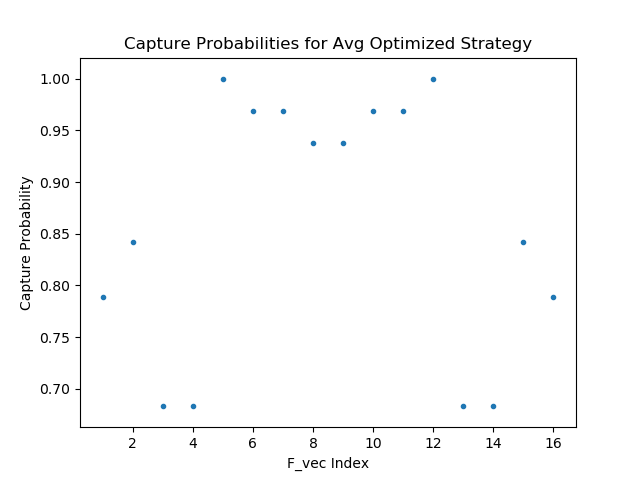 Capture Probabilities for Avg Optimized Strategy
1.00
0.95
0.90
0.85
0.80
0.75
0.70
Capture Probability
2 4 6 8 10 12 14 16
F_vec Index